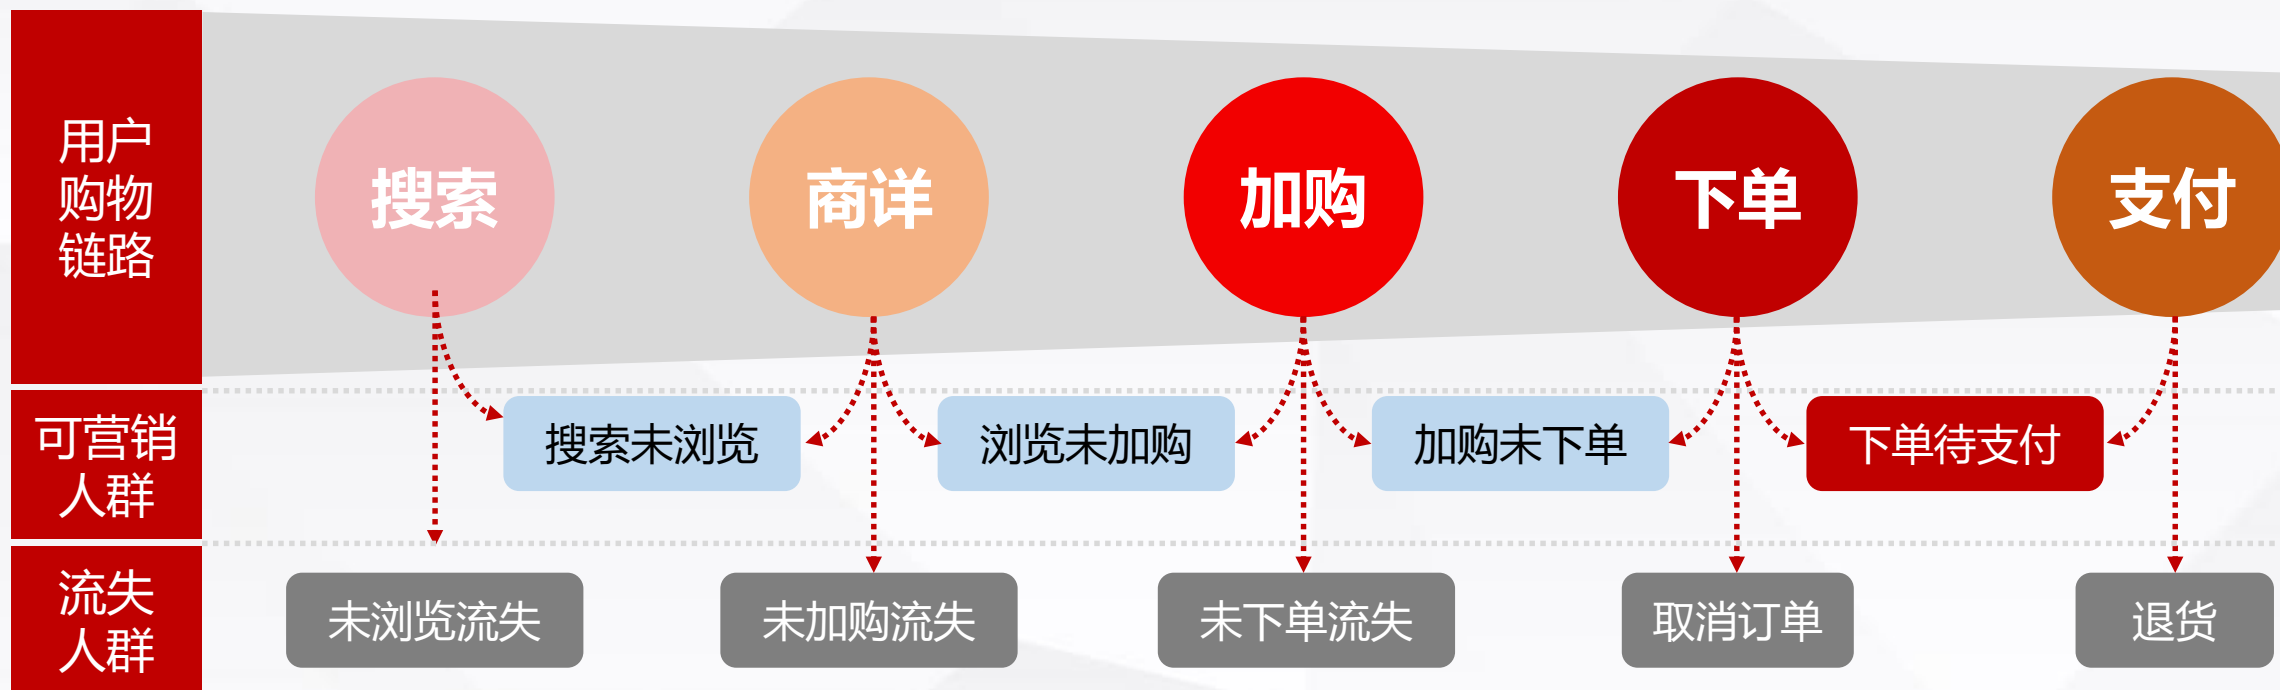 用户
购物
链路
搜索
商详
加购
下单
支付
可营销
人群
搜索未浏览
浏览未加购
加购未下单
下单待支付
流失
人群
未浏览流失
未加购流失
未下单流失
取消订单
退货